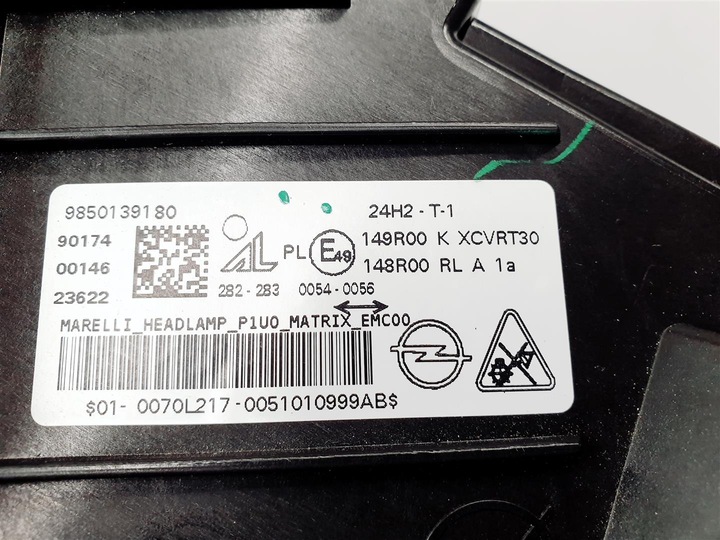 9850139180 24H2 - T-1
90174 PL E49 149R00 K XCVRT30
00146 148R00 RL A 1a
23622 282 - 283 0054 - 0056
MARELLI_HEADLAMP_P1U0_MATRIX_EMC00
$01- 0070L217-0051010999AB$